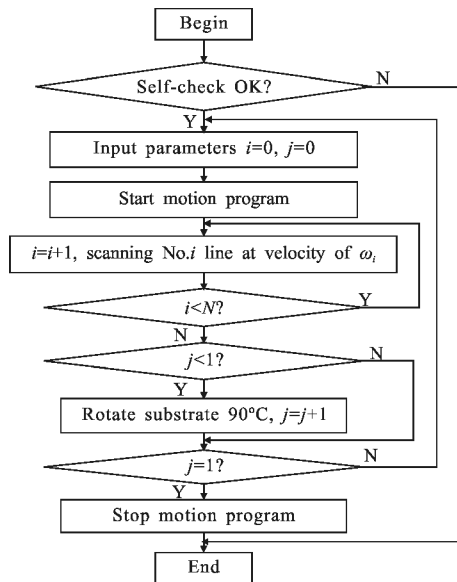 Begin
Self-check OK?
N
Y
Input parameters i=0, j=0
Start motion program
i=i+1, scanning No.i line at velocity of ωi
i<N?
Y
N
j<1?
N
Y
Rotate substrate 90°C, j=j+1
j=1?
N
Y
Stop motion program
End